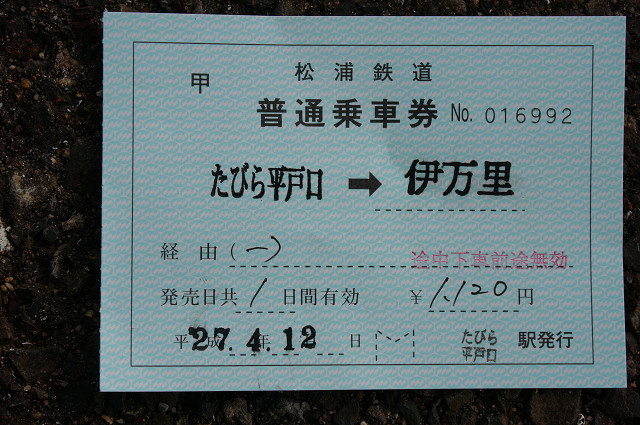 甲
松浦鉄道
普通乗車券 No. 016992
たびら平戸口 ➡ 伊万里
経由 (一)
途中下車前途無効
発売日共 1 日間有効 ¥ 1,120 円
平成 27. 4. 12 年 日
たびら平戸口 駅発行